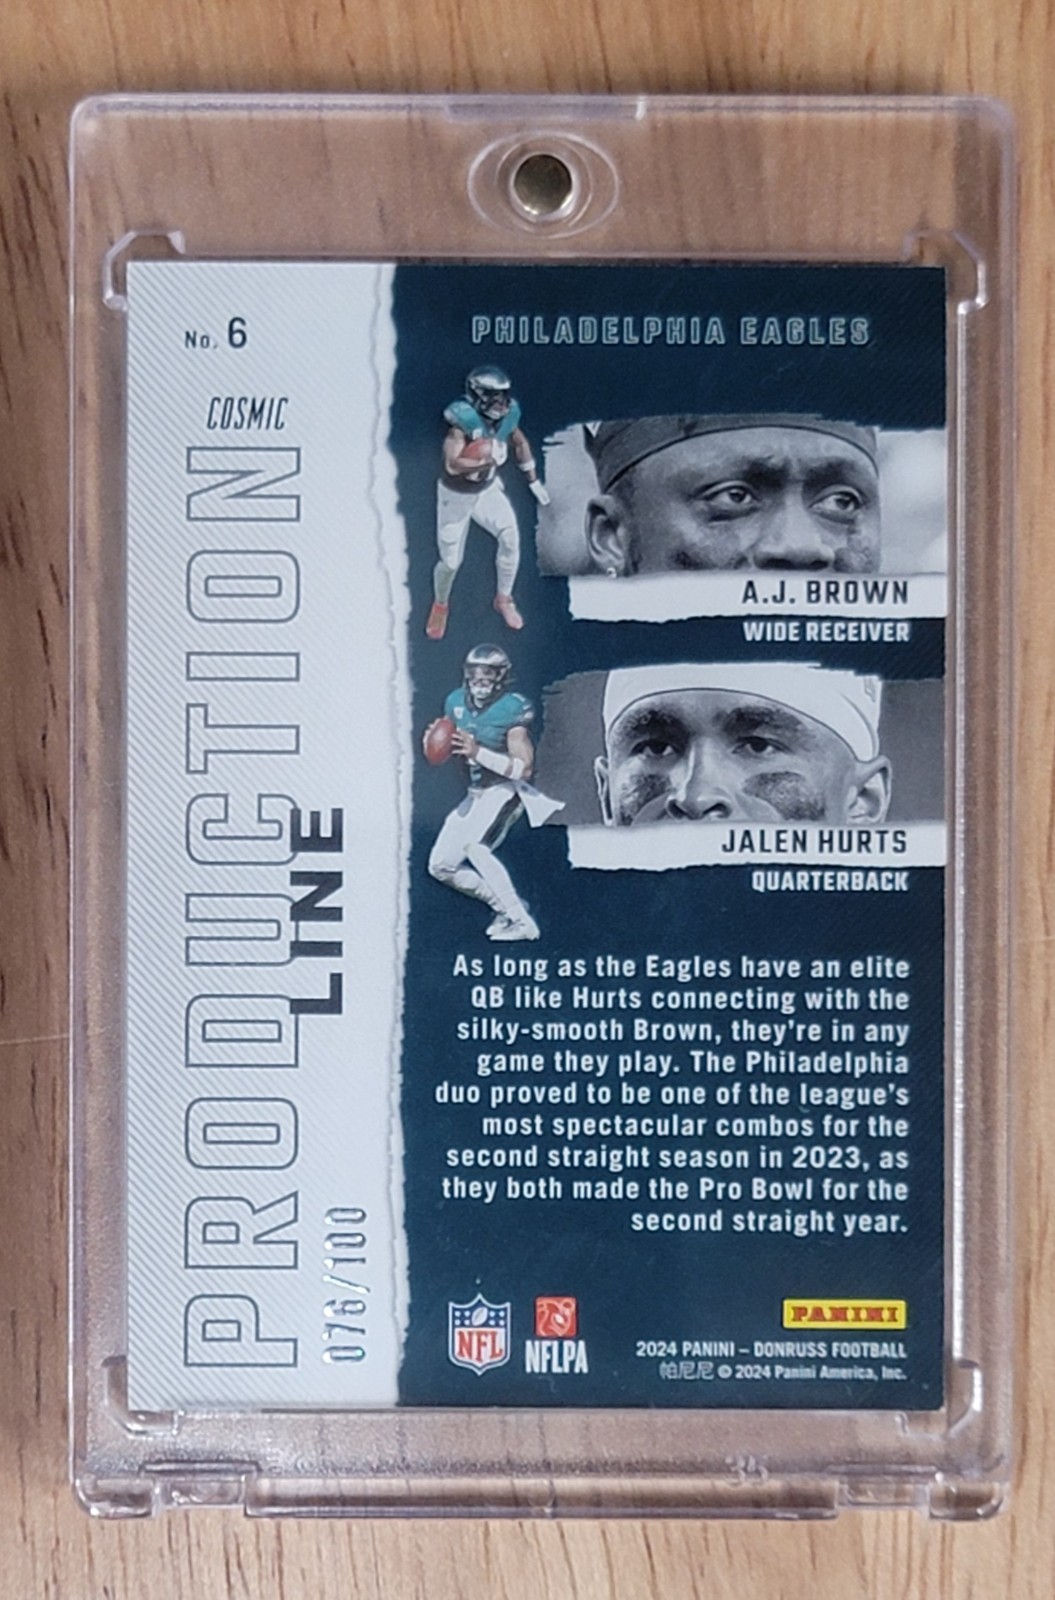 No. 6
COSMIC
PRODUCTION
LINE
076/100
PHILADELPHIA EAGLES
A.J. BROWN
WIDE RECEIVER
JALEN HURTS
QUARTERBACK
As long as the Eagles have an elite
QB like Hurts connecting with the
silky-smooth Brown, they're in any
game they play. The Philadelphia
duo proved to be one of the league's
most spectacular combos for the
second straight season in 2023, as
they both made the Pro Bowl for the
second straight year.
NFL
NFLPA
PANINI
2024 PANINI – DONRUSS FOOTBALL
帕尼尼 © 2024 Panini America, Inc.